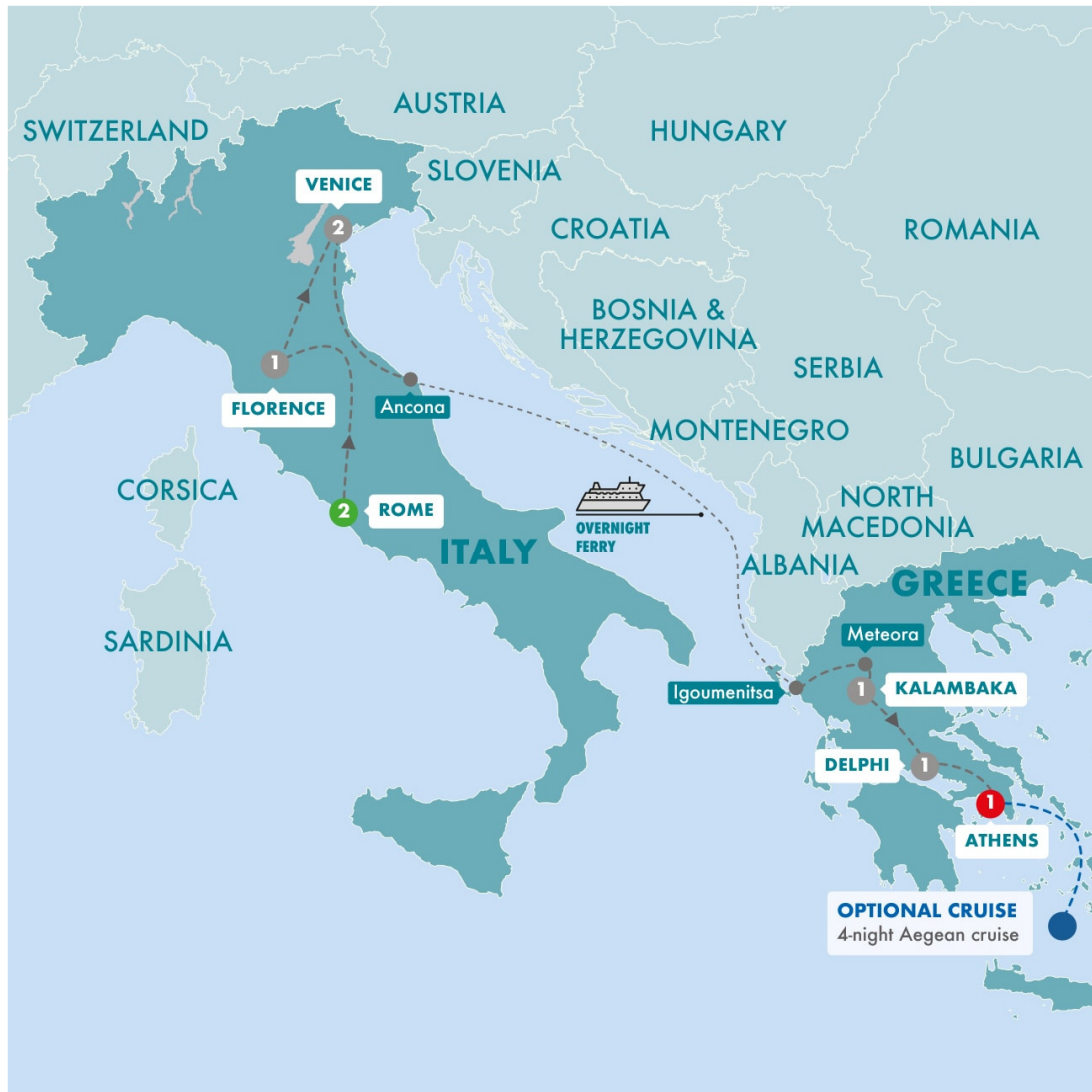 AUSTRIA
SWITZERLAND
HUNGARY
SLOVENIA
VENICE
2
CROATIA
ROMANIA
BOSNIA &
HERZEGOVINA
SERBIA
1
FLORENCE
Ancona
MONTENEGRO
BULGARIA
CORSICA
NORTH
MACEDONIA
2
ROME
OVERNIGHT
FERRY
ITALY
ALBANIA
GREECE
SARDINIA
Meteora
Igoumenitsa
1
KALAMBAKA
DELPHI
1
1
ATHENS
OPTIONAL CRUISE
4-night Aegean cruise